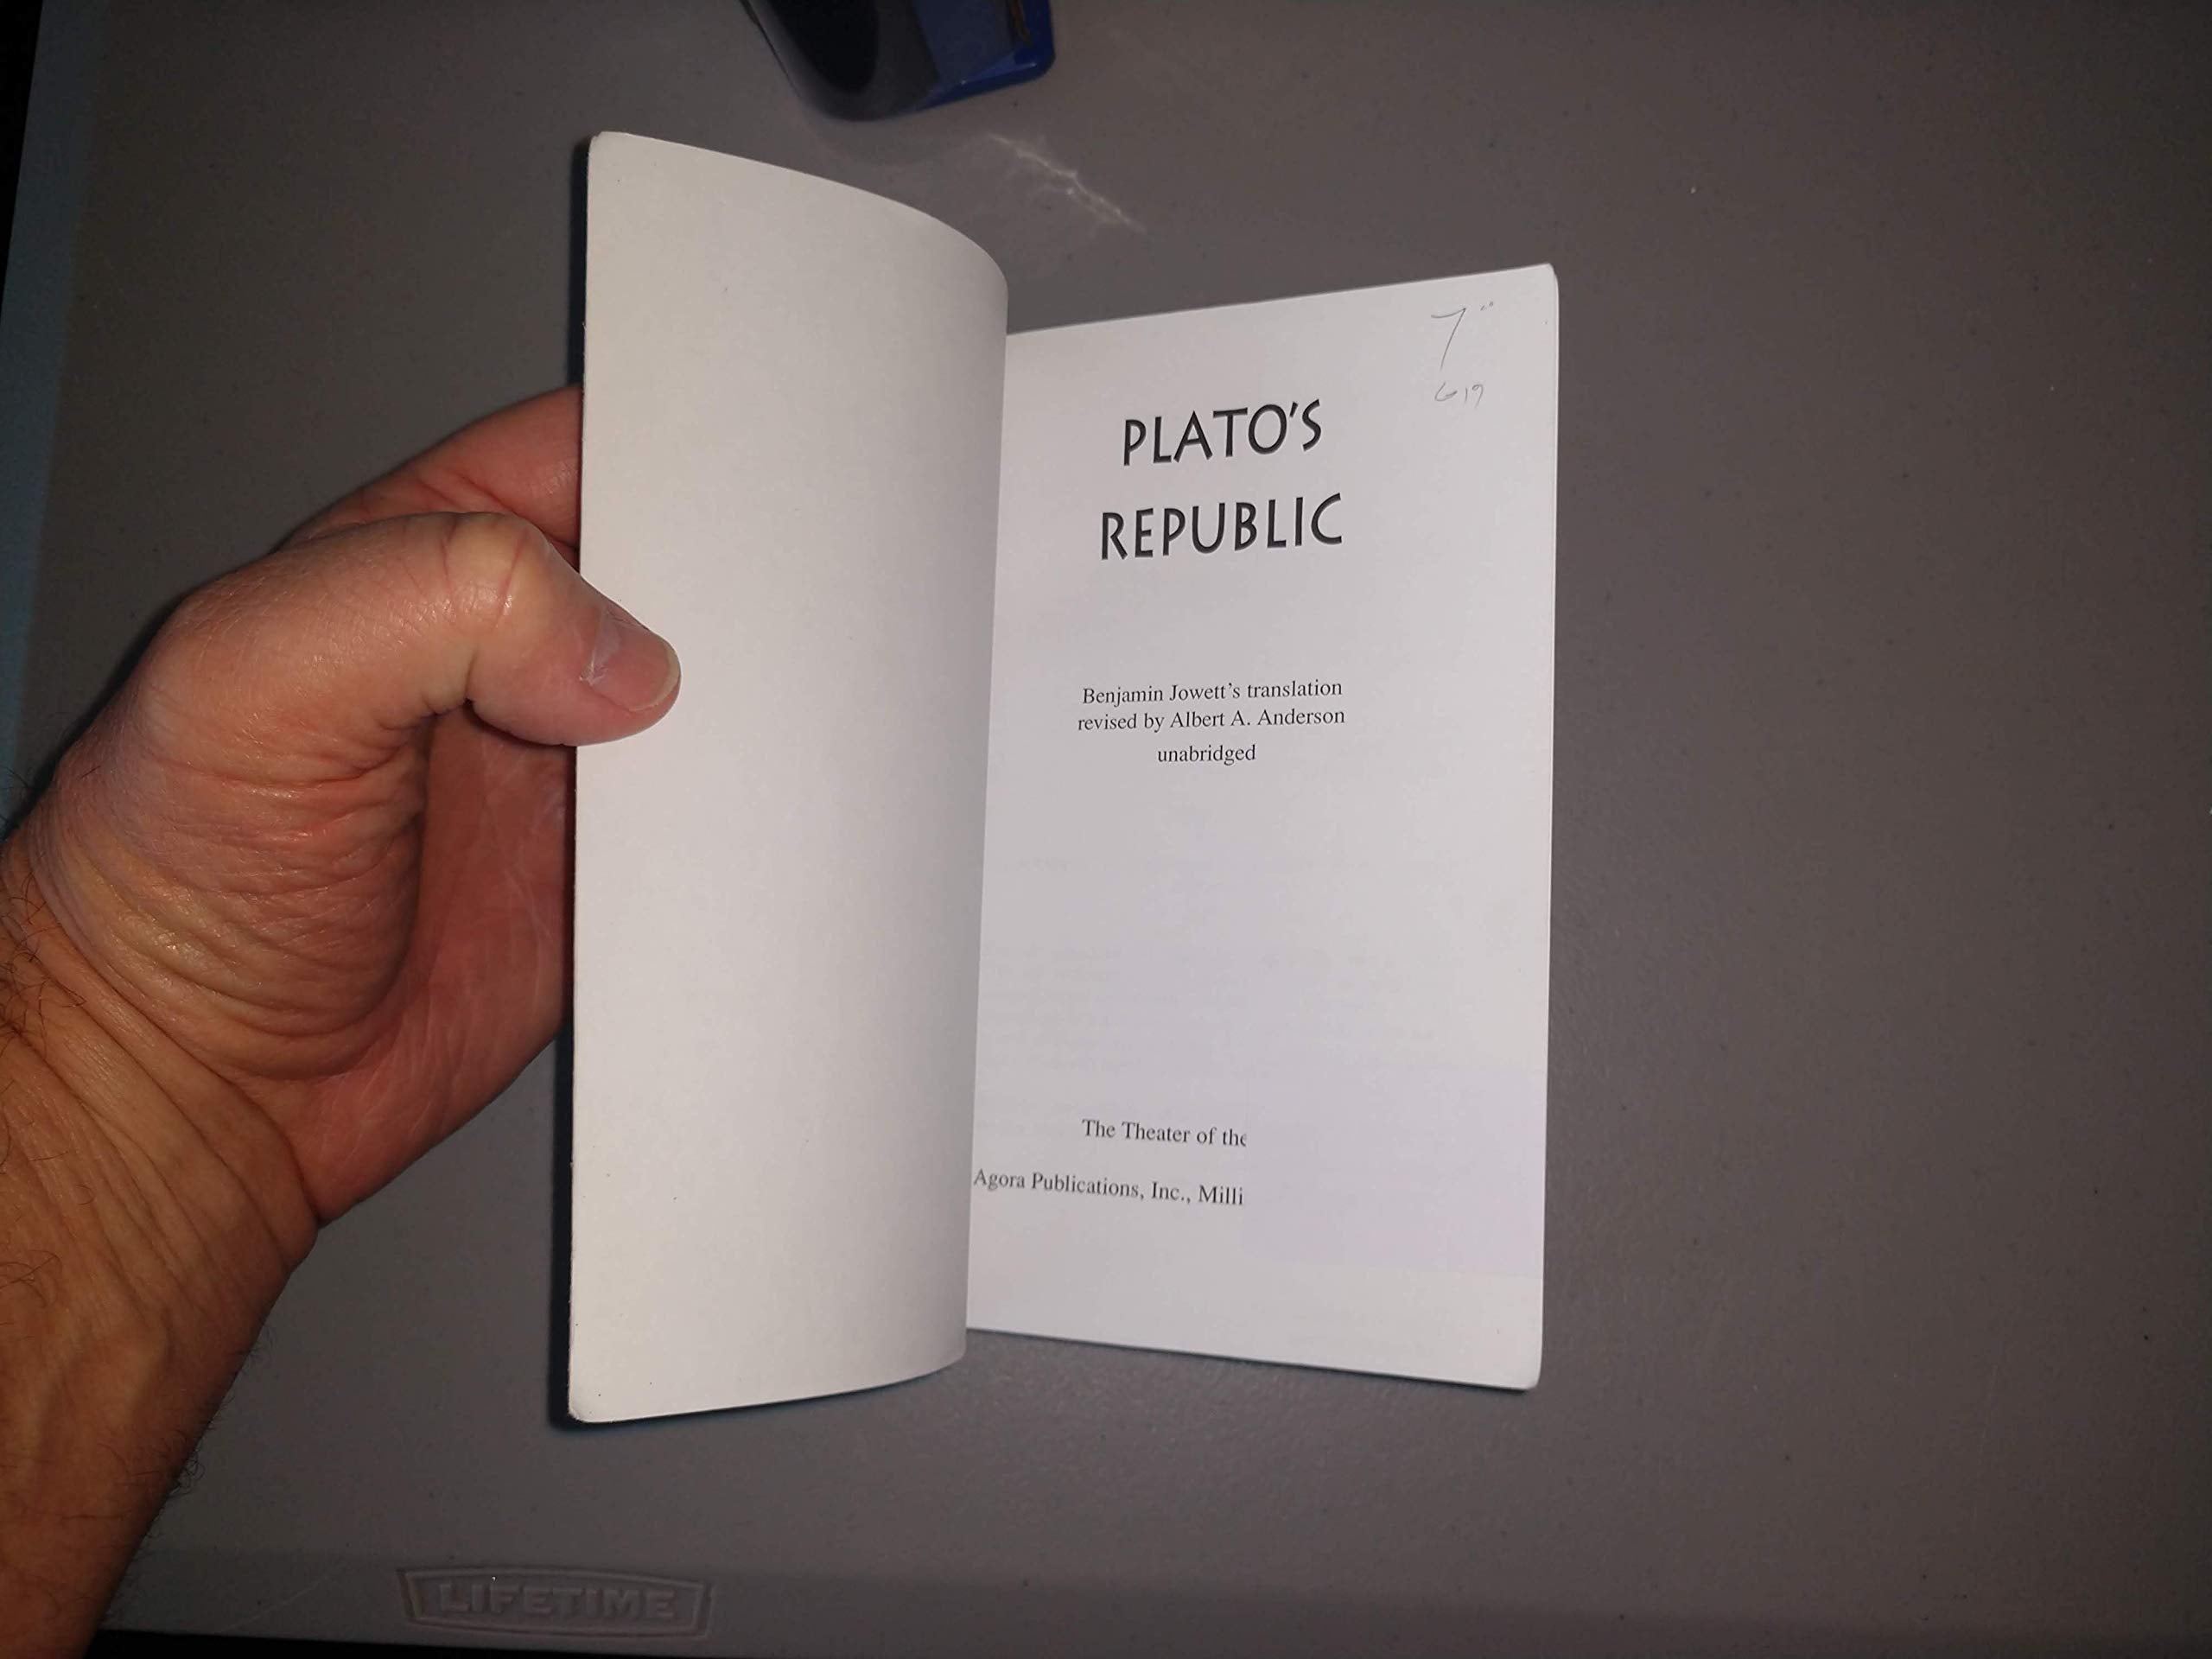 7
G19
PLATO'S
REPUBLIC
Benjamin Jowett's translation
revised by Albert A. Anderson
unabridged
The Theater of the
Agora Publications, Inc., Milli
LIFETIME